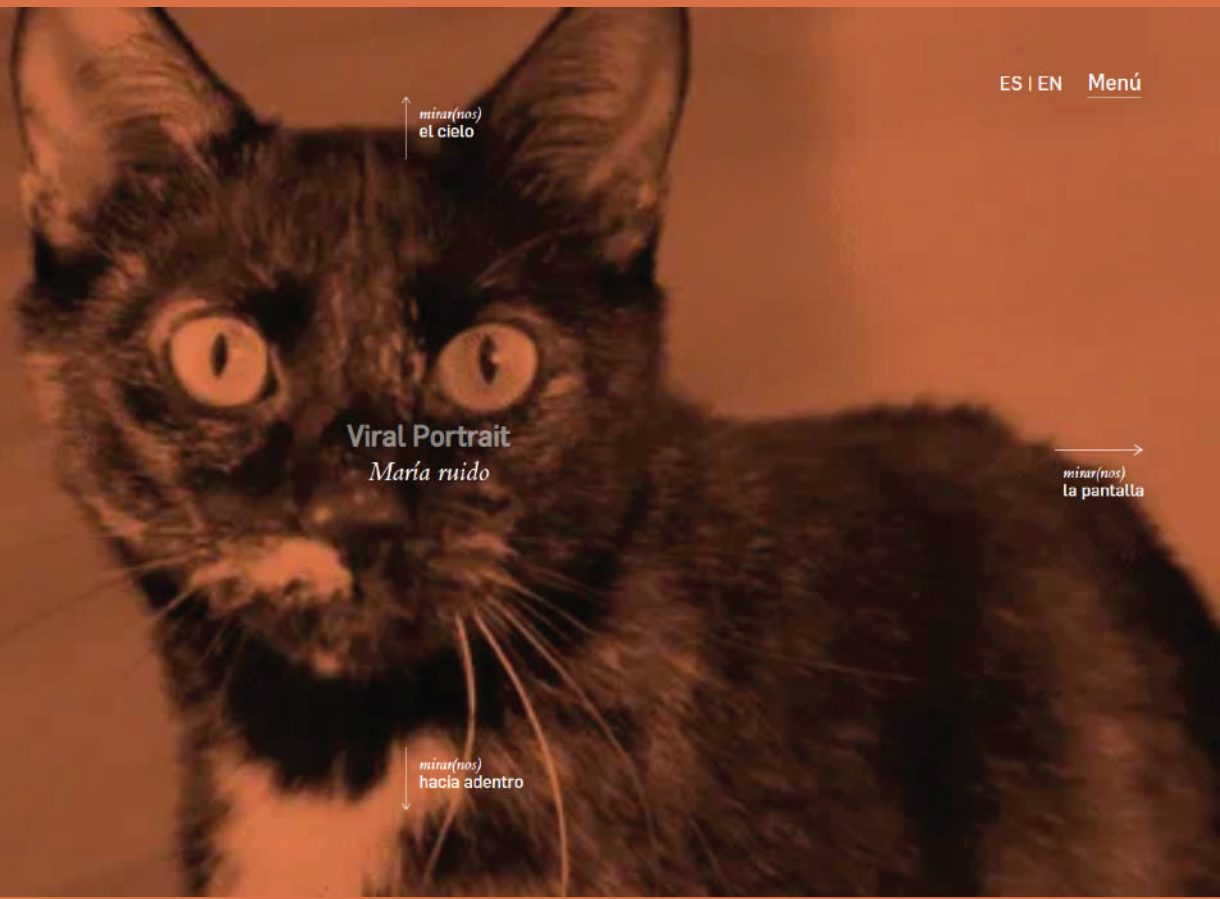 ES | EN Menú
mirar(nos)
el cielo
Viral Portrait
María ruido
mirar(nos)
la pantalla
mirar(nos)
hacia adentro